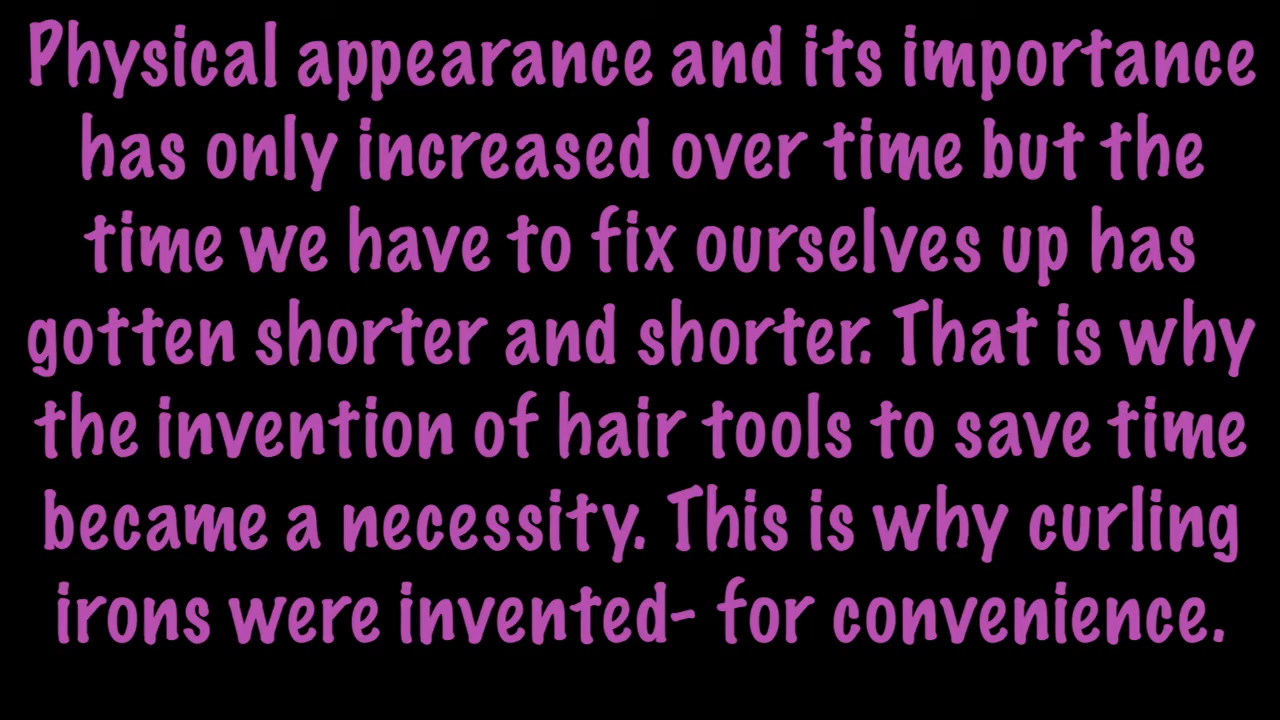 Physical appearance and its importance
has only increased over time but the
time we have to fix ourselves up has
gotten shorter and shorter. That is why
the invention of hair tools to save time
became a necessity. This is why curling
irons were invented- for convenience.